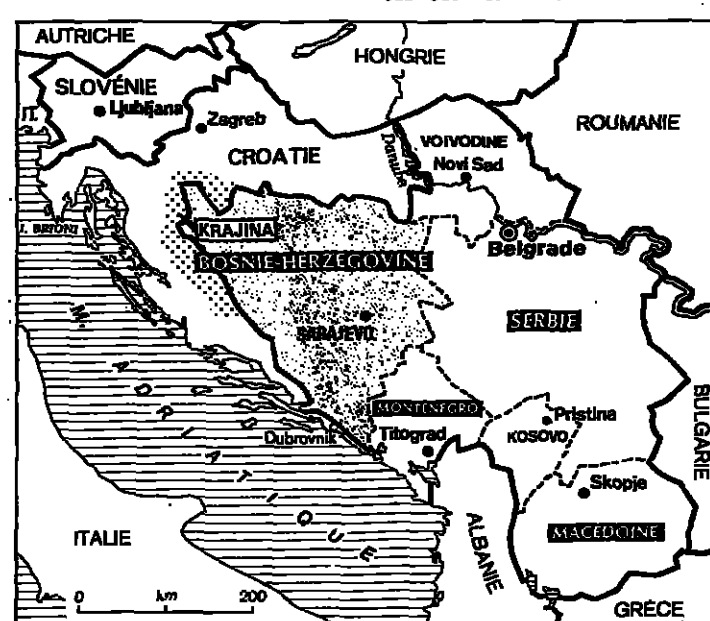 AUTRICHE
HONGRIE
SLOVÉNIE
Ljubljana
Zagreb
IT.
ROUMANIE
VOIVODINE
Novi Sad
Danube
CROATIE
I. BRIONI
KRAJINA
Belgrade
BOSNIE-HERZEGOVINE
SARAJEVO
SERBIE
M. ADRIATIQUE
MONTENEGRO
Pristina
KOSOVO
BULGARIE
Dubrovnik
Titograd
Skopje
ITALIE
ALBANIE
MACÉDOINE
GRÈCE
0 km 200